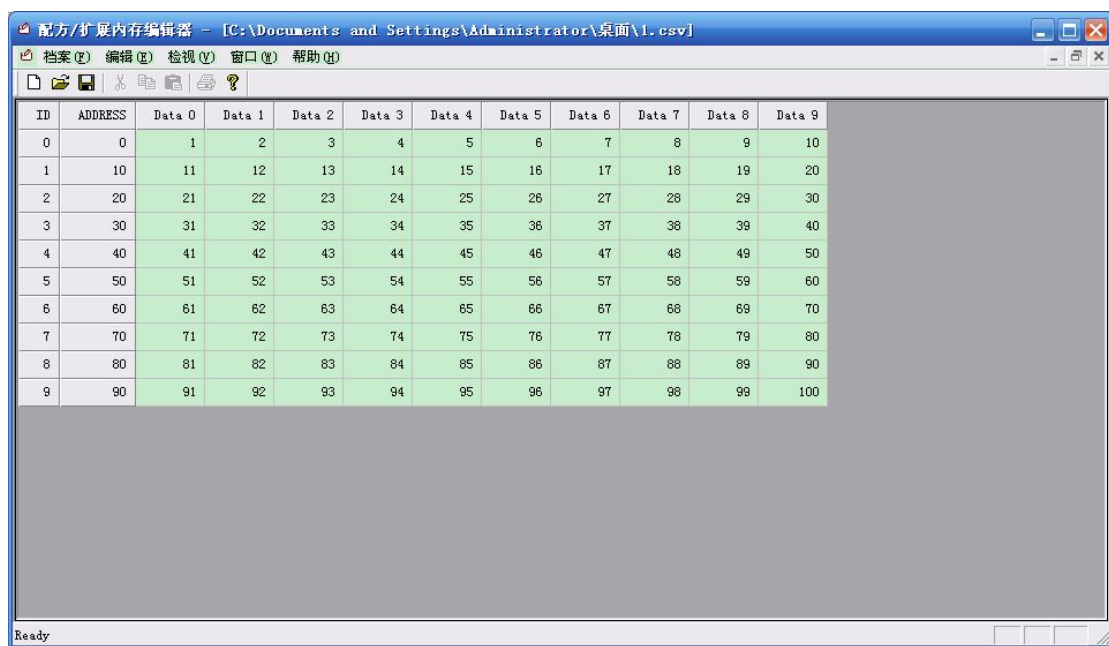 配方/扩展内存编辑器 - [C:\Documents and Settings\Administrator\桌面\1.csv]
档案(F) 编辑(E) 检视(V) 窗口(W) 帮助(H)
ID ADDRESS Data 0 Data 1 Data 2 Data 3 Data 4 Data 5 Data 6 Data 7 Data 8 Data 9
0 0 1 2 3 4 5 6 7 8 9 10
1 10 11 12 13 14 15 16 17 18 19 20
2 20 21 22 23 24 25 26 27 28 29 30
3 30 31 32 33 34 35 36 37 38 39 40
4 40 41 42 43 44 45 46 47 48 49 50
5 50 51 52 53 54 55 56 57 58 59 60
6 60 61 62 63 64 65 66 67 68 69 70
7 70 71 72 73 74 75 76 77 78 79 80
8 80 81 82 83 84 85 86 87 88 89 90
9 90 91 92 93 94 95 96 97 98 99 100
Ready